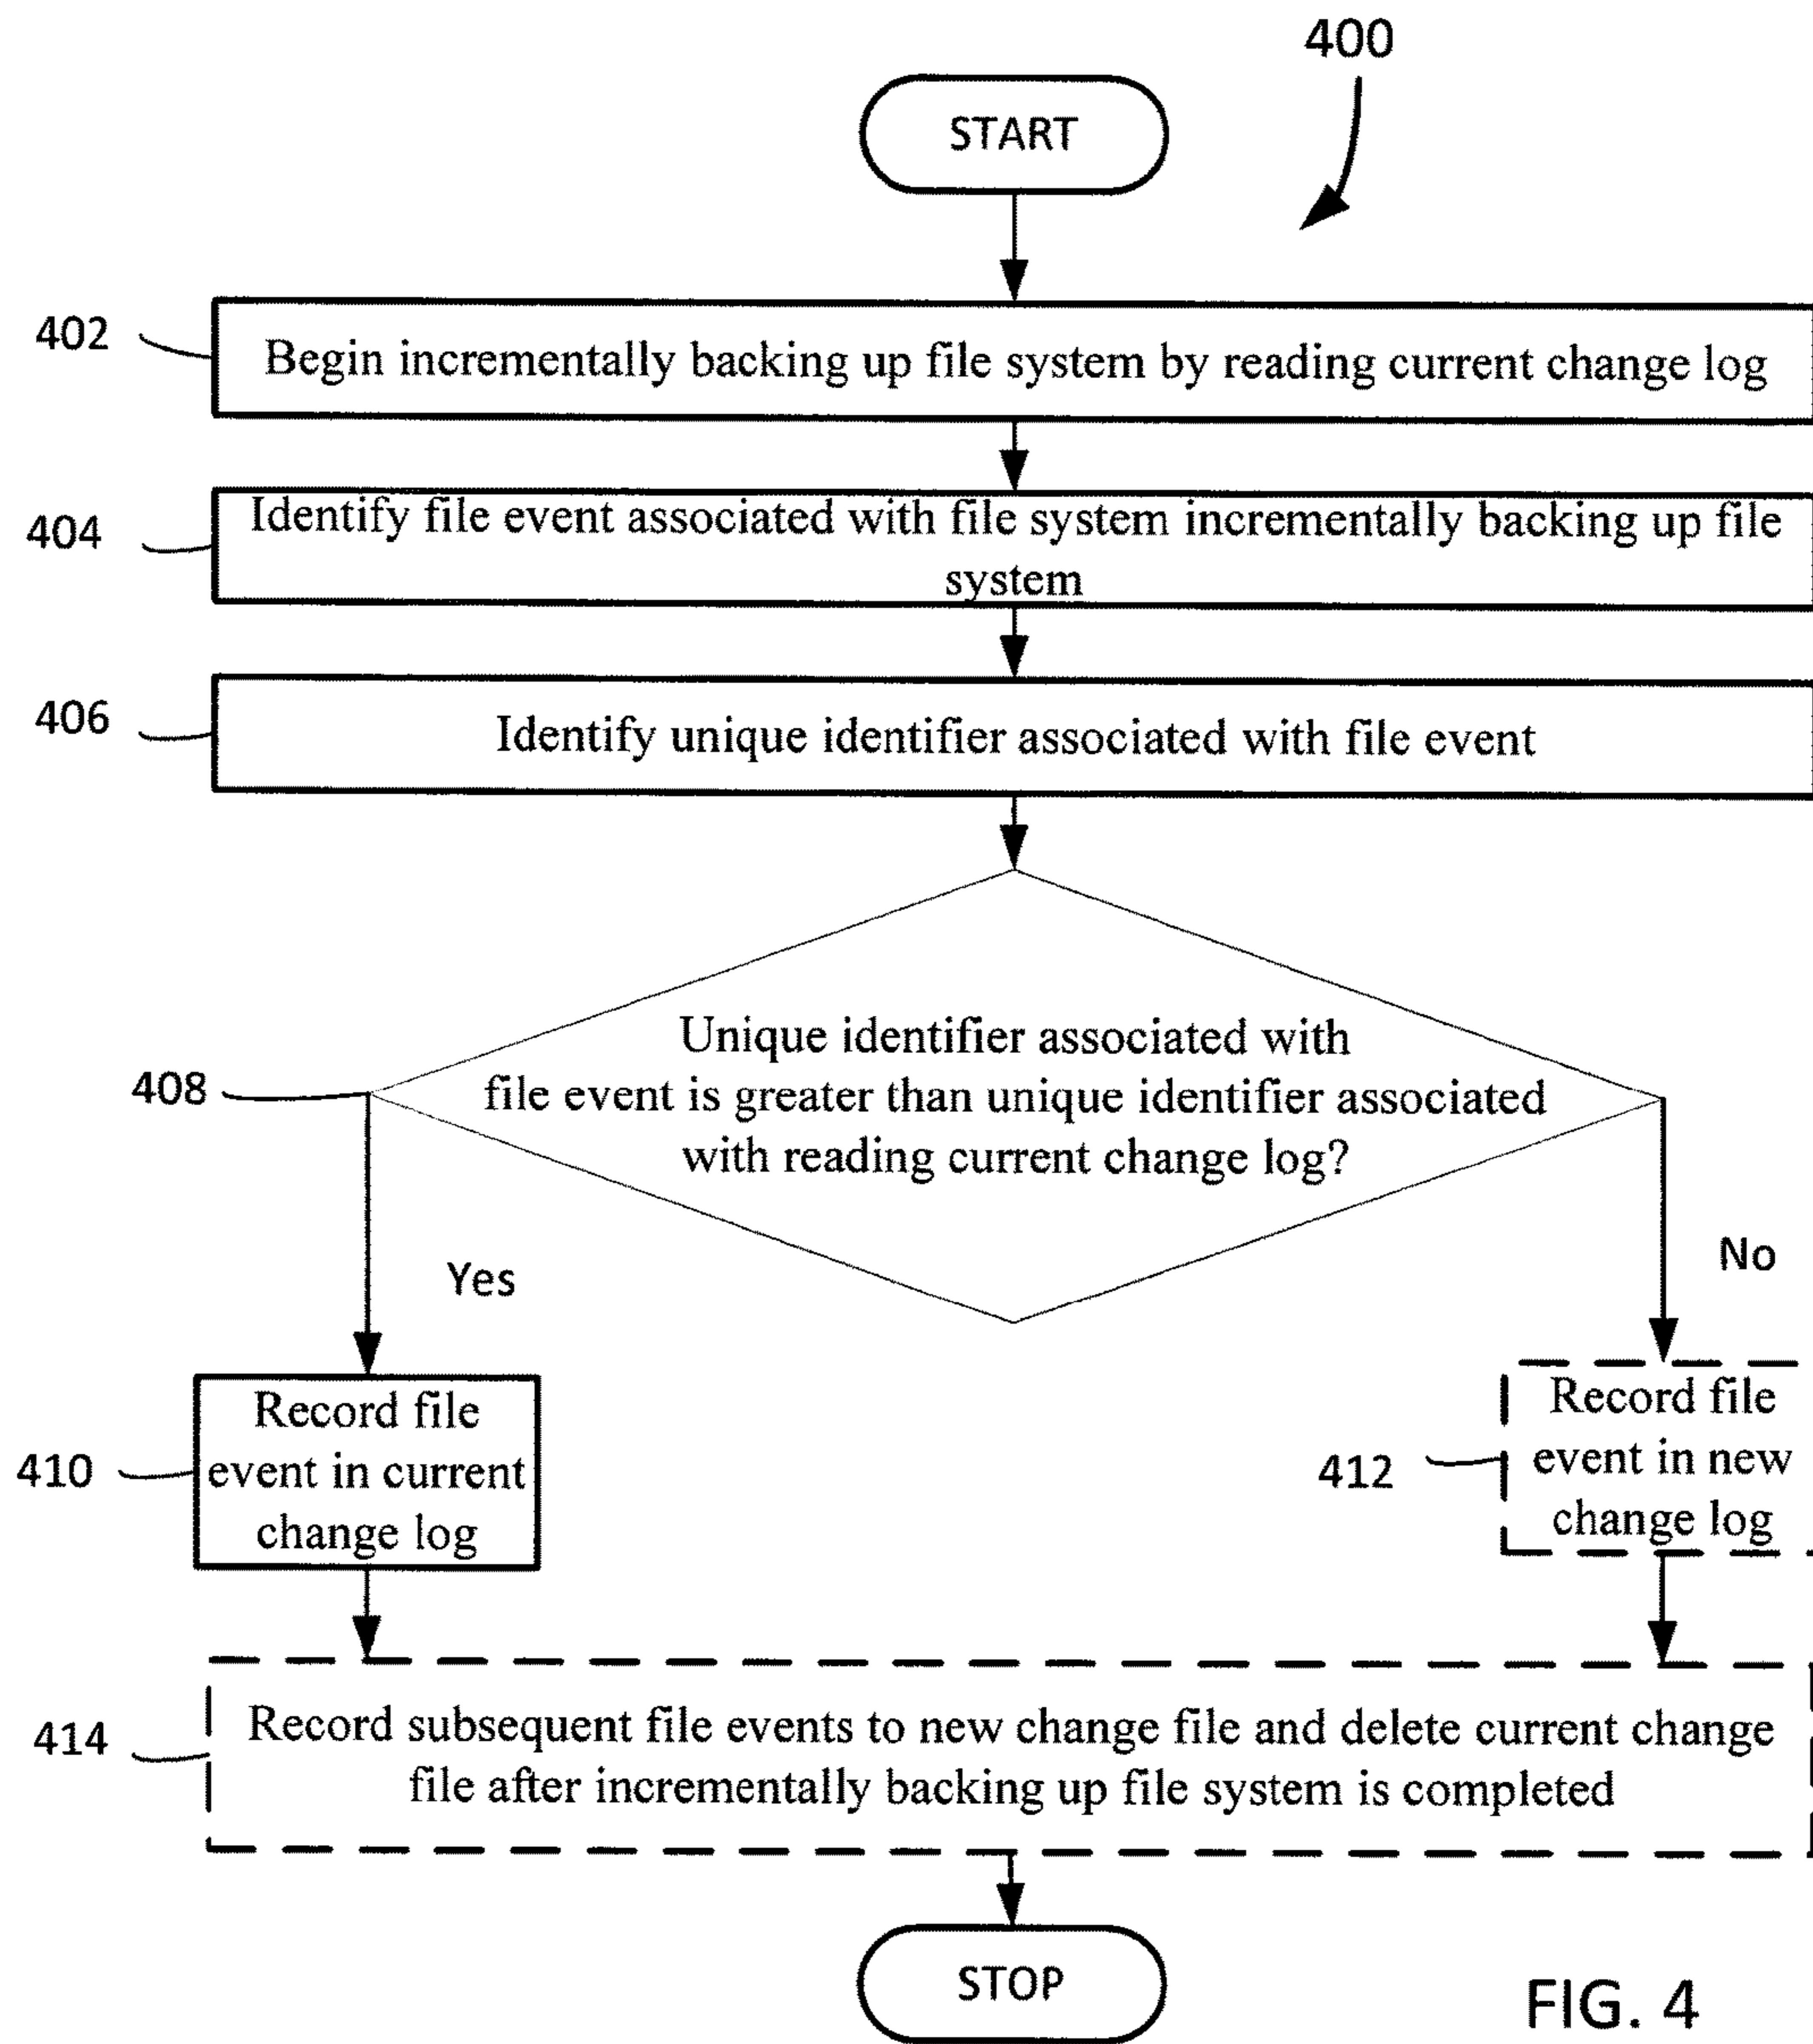 400
START
402
Begin incrementally backing up file system by reading current change log
404
Identify file event associated with file system incrementally backing up file
system
406
Identify unique identifier associated with file event
408
Unique identifier associated with
file event is greater than unique identifier associated
with reading current change log?
Yes
No
410
Record file
event in current
change log
412
Record file
event in new
change log
414
Record subsequent file events to new change file and delete current change
file after incrementally backing up file system is completed
STOP
FIG. 4